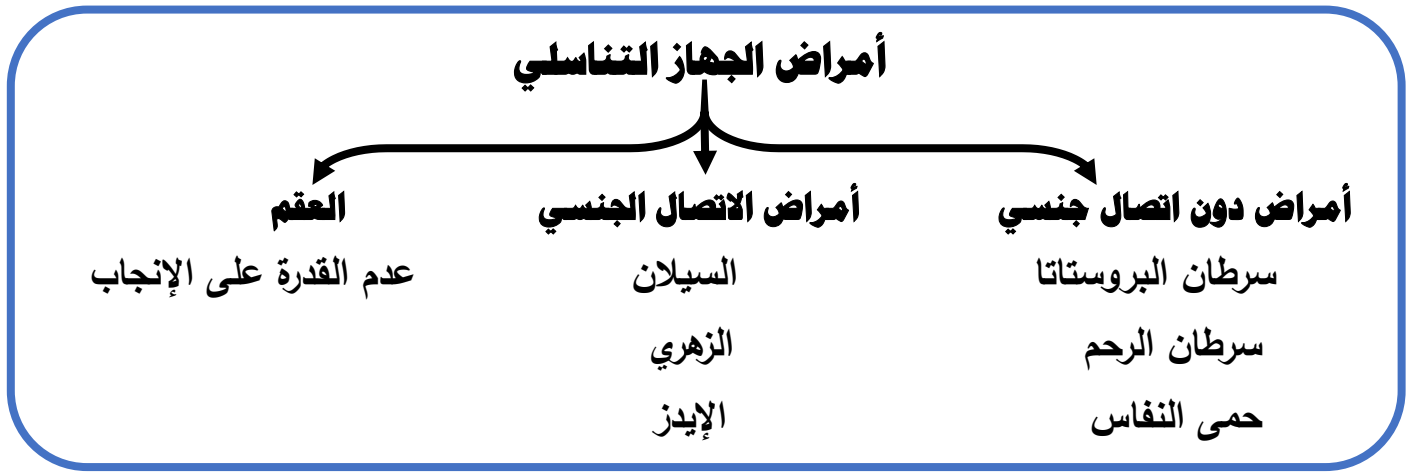 أمراض الجهاز التناسلي
أمراض دون اتصال جنسي
سرطان البروستاتا
سرطان الرحم
حمى النفاس
أمراض الاتصال الجنسي
السيلان
الزهري
الإيدز
العقم
عدم القدرة على الإنجاب